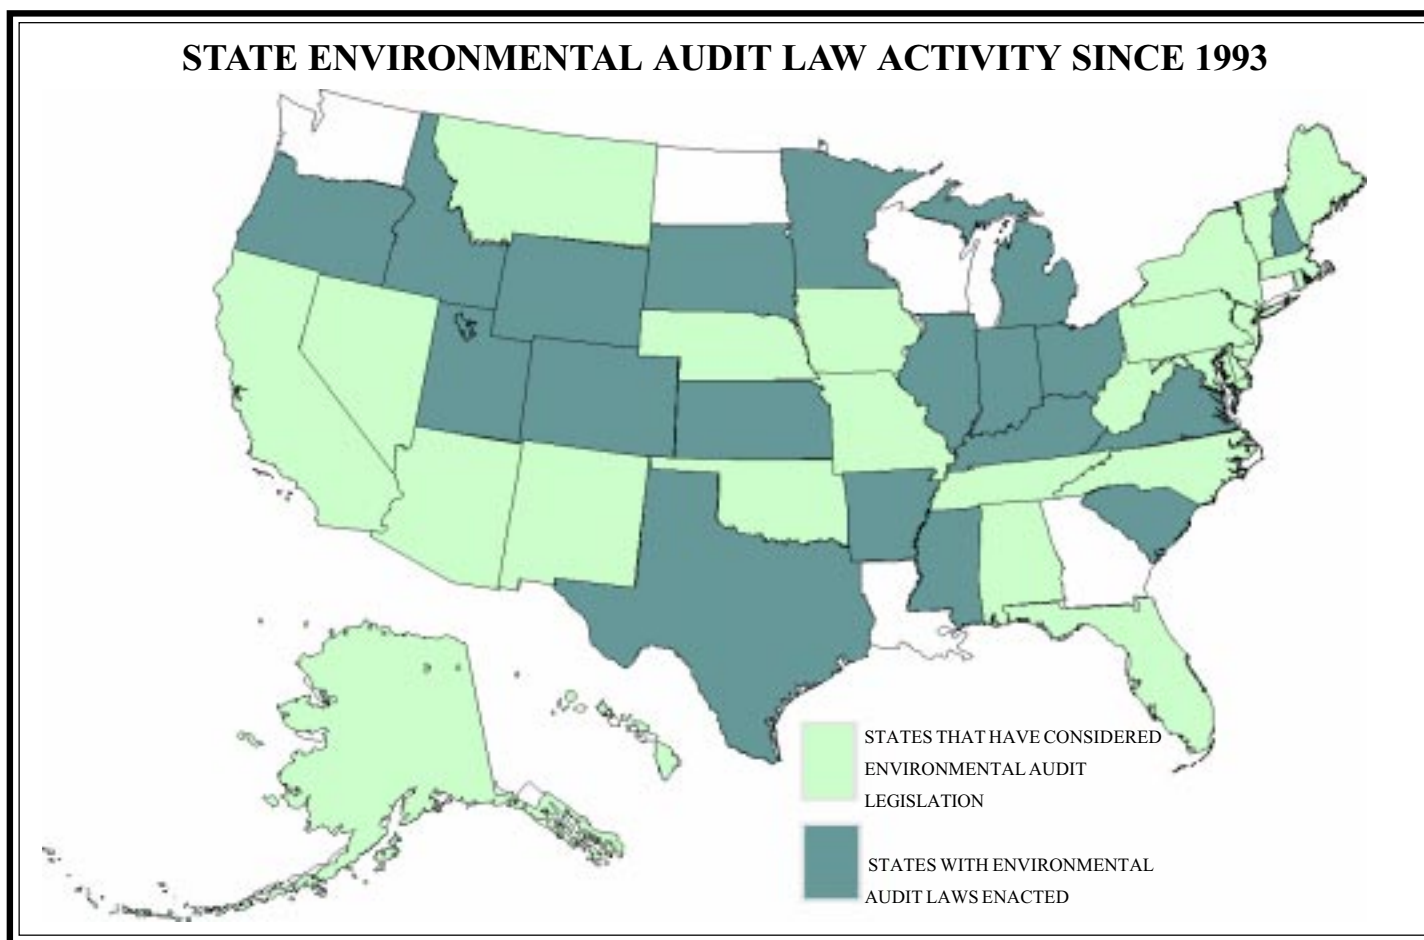 STATE ENVIRONMENTAL AUDIT LAW ACTIVITY SINCE 1993
STATES THAT HAVE CONSIDERED
ENVIRONMENTAL AUDIT
LEGISLATION
STATES WITH ENVIRONMENTAL
AUDIT LAWS ENACTED